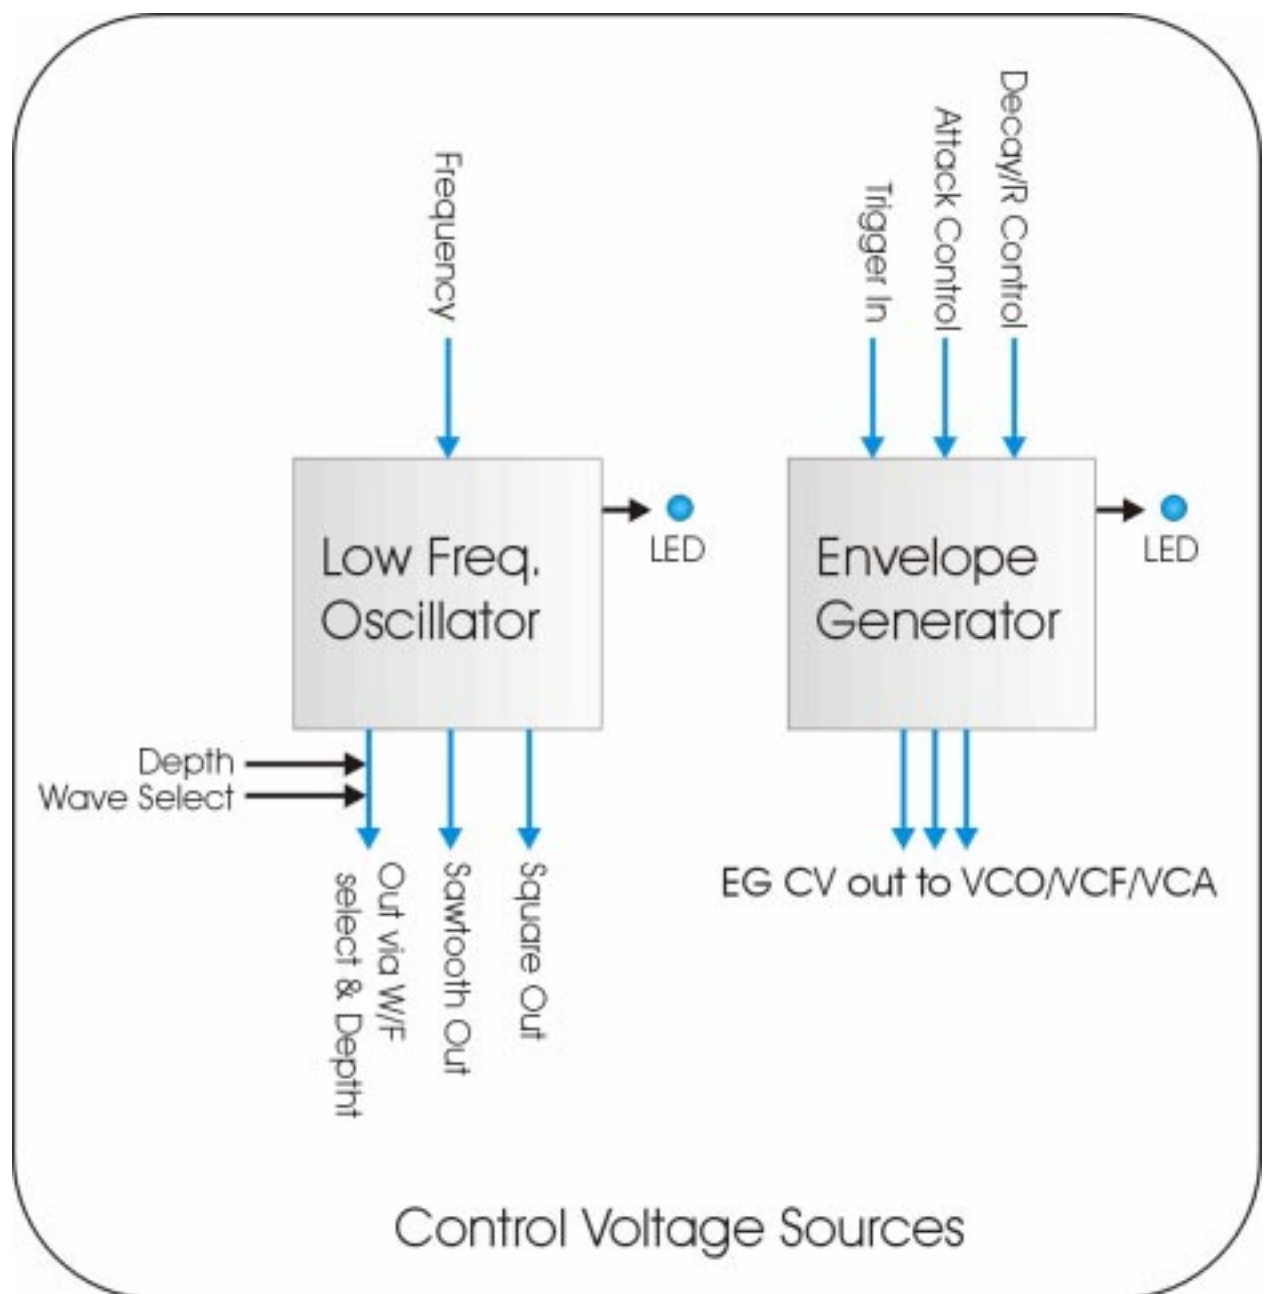 Frequency
Trigger In
Attack Control
Decay/R Control
Low Freq.
Oscillator
LED
Envelope
Generator
LED
Depth
Wave Select
Out via W/F
select & Deptht
Sawtooth Out
Square Out
EG CV out to VCO/VCF/VCA
Control Voltage Sources